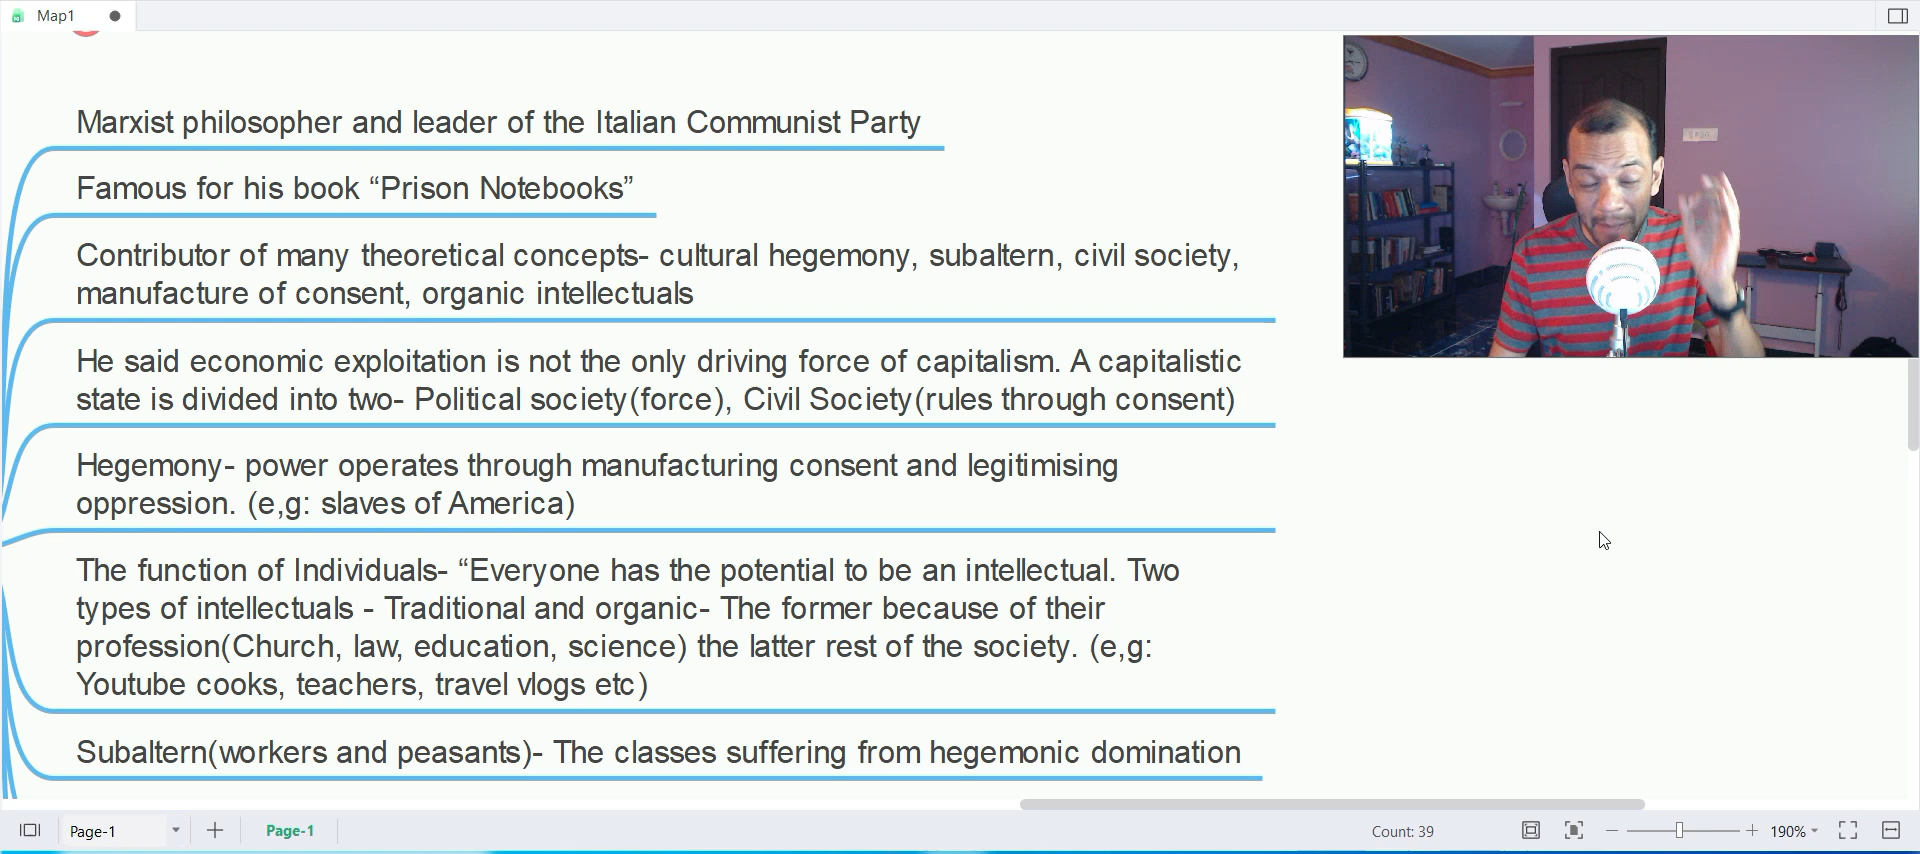 Map1
Marxist philosopher and leader of the Italian Communist Party
Famous for his book “Prison Notebooks”
Contributor of many theoretical concepts- cultural hegemony, subaltern, civil society,
manufacture of consent, organic intellectuals
He said economic exploitation is not the only driving force of capitalism. A capitalistic
state is divided into two- Political society(force), Civil Society(rules through consent)
Hegemony- power operates through manufacturing consent and legitimising
oppression. (e,g: slaves of America)
The function of Individuals- “Everyone has the potential to be an intellectual. Two
types of intellectuals - Traditional and organic- The former because of their
profession(Church, law, education, science) the latter rest of the society. (e,g:
Youtube cooks, teachers, travel vlogs etc)
Subaltern(workers and peasants)- The classes suffering from hegemonic domination
Page-1
Page-1
Count: 39
190%